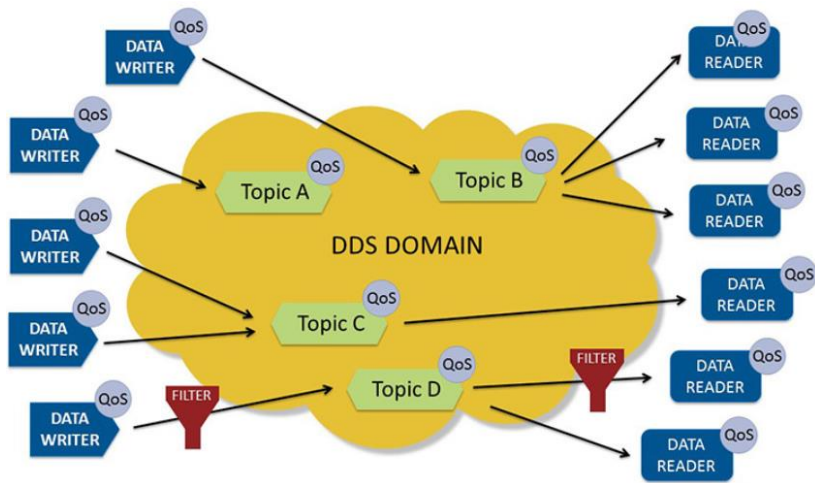 QoS
DATA
WRITER
QoS
DATA
READER
QoS
DATA
WRITER
QoS
DATA
READER
QoS
Topic A
QoS
Topic B
QoS
DATA
READER
QoS
DATA
WRITER
DDS DOMAIN
QoS
DATA
READER
QoS
DATA
WRITER
QoS
Topic C
QoS
Topic D
FILTER
QoS
DATA
READER
QoS
DATA
WRITER
FILTER
QoS
DATA
READER